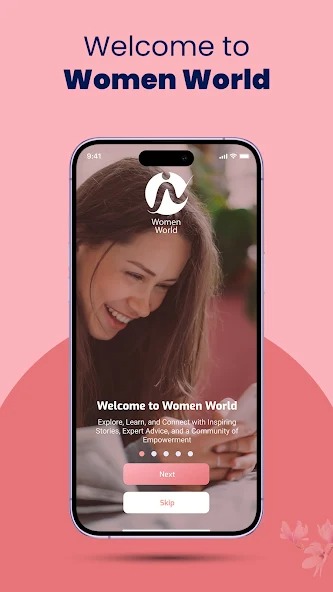 Welcome to
Women World
9:41
Women
World
Welcome to Women World
Explore, Learn, and Connect with Inspiring
Stories, Expert Advice, and a Community of
Empowerment
Next
Skip